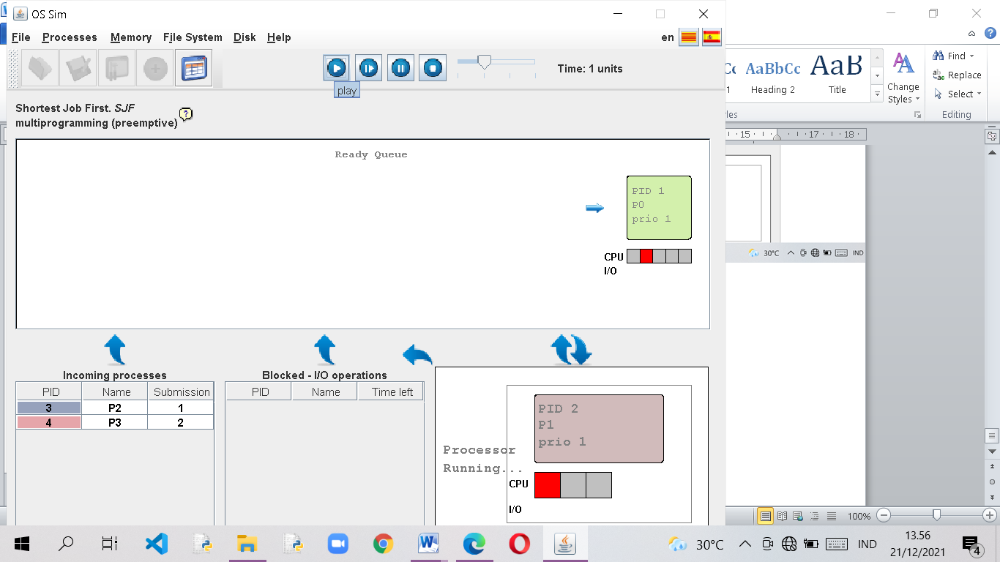 OS Sim
File Processes Memory File System Disk Help
en
Time: 1 units
play
Shortest Job First. SJF
multiprogramming (preemptive)
?
Ready Queue
PID 1
P0
prio 1
CPU
I/O
Incoming processes
PID Name Submission
3 P2 1
4 P3 2
Blocked - I/O operations
PID Name Time left
Processor
Running...
PID 2
P1
prio 1
CPU
I/O
AaBbCc AaB
1 Heading 2 Title
Change
Styles
Find
Replace
Select
Editing
15 17 18
30°C IND
100%
30°C IND
13.56
21/12/2021
4